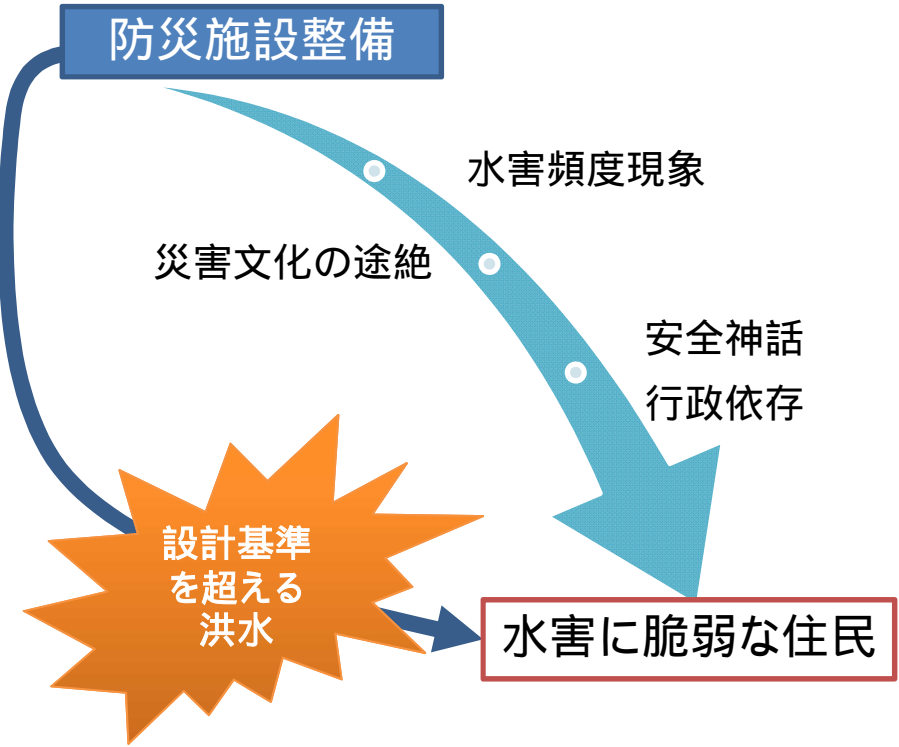 防災施設整備
水害頻度現象
災害文化の途絶
安全神話
行政依存
設計基準
を超える
洪水
水害に脆弱な住民